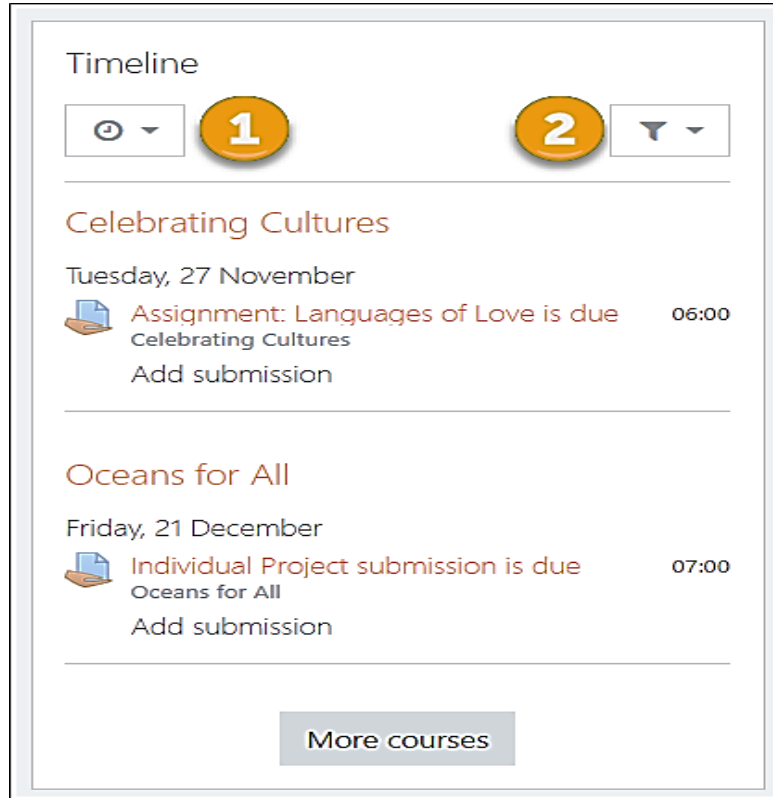 Timeline
1 2
Celebrating Cultures
Tuesday, 27 November
Assignment: Languages of Love is due 06:00
Celebrating Cultures
Add submission
Oceans for All
Friday, 21 December
Individual Project submission is due 07:00
Oceans for All
Add submission
More courses